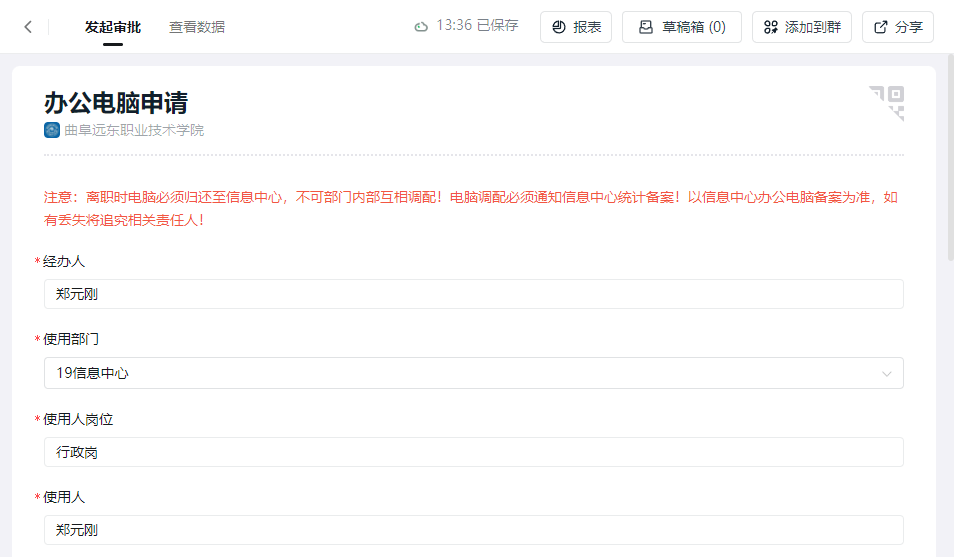 发起审批 查看数据 13:36 已保存 报表 草稿箱 (0) 添加到群 分享
办公电脑申请
曲阜远东职业技术学院
注意：离职时电脑必须归还至信息中心，不可部门内部互相调配！电脑调配必须通知信息中心统计备案！以信息中心办公电脑备案为准，如
有丢失将追究相关责任人！
*经办人
郑元刚
*使用部门
19信息中心
*使用人岗位
行政岗
*使用人
郑元刚